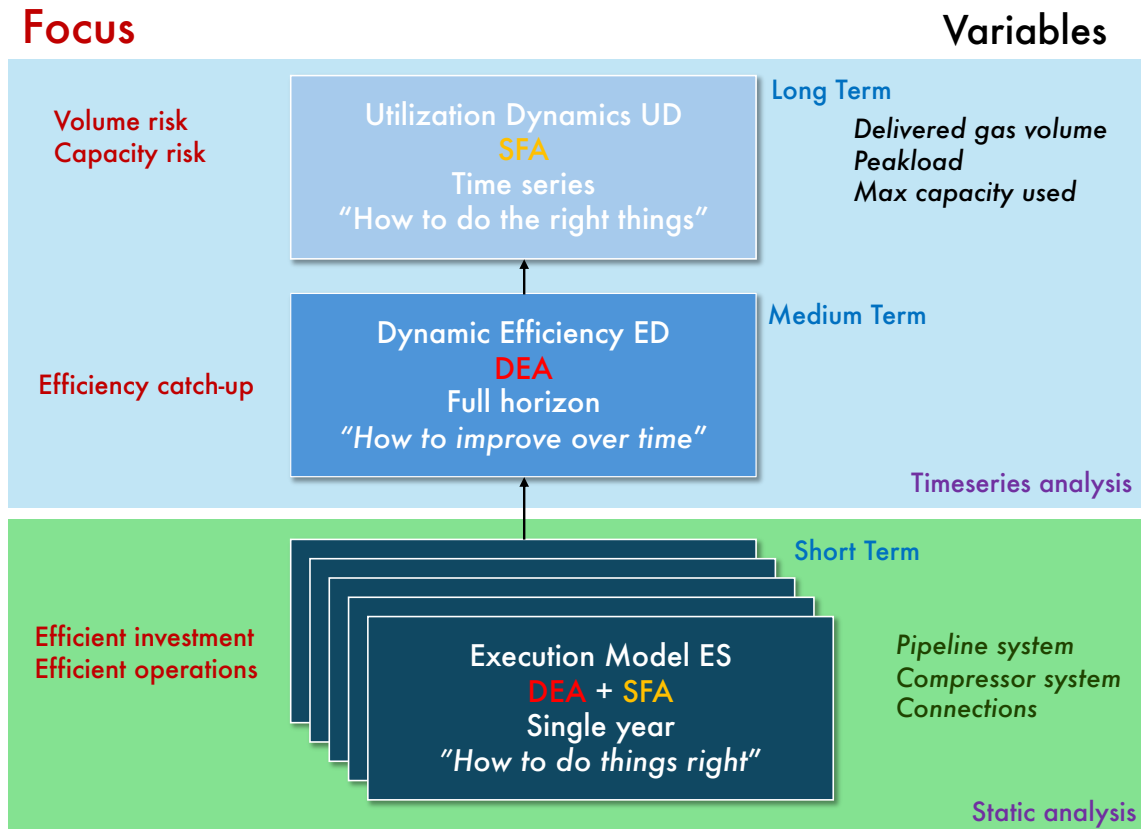 Focus
Variables
Volume risk
Capacity risk
Utilization Dynamics UD
SFA
Time series
“How to do the right things”
Long Term
Delivered gas volume
Peakload
Max capacity used
Efficiency catch-up
Dynamic Efficiency ED
DEA
Full horizon
“How to improve over time”
Medium Term
Timeseries analysis
Efficient investment
Efficient operations
Short Term
Execution Model ES
DEA + SFA
Single year
“How to do things right”
Pipeline system
Compressor system
Connections
Static analysis